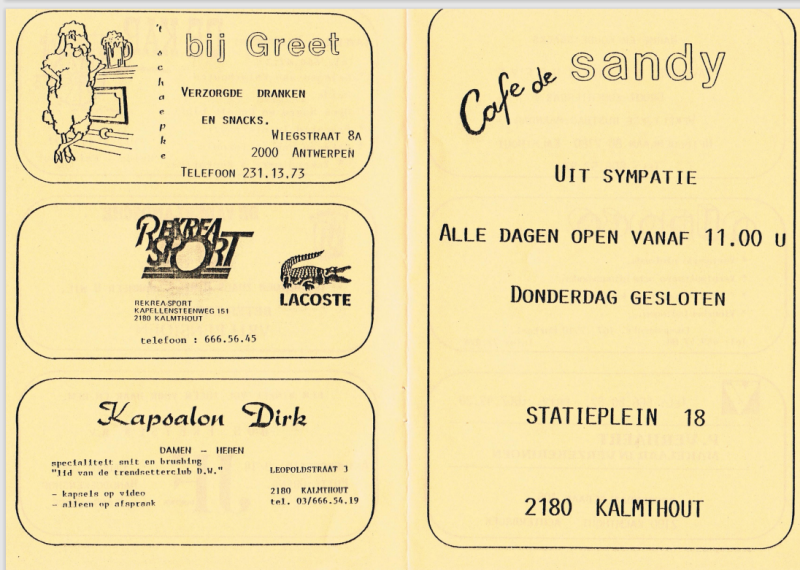 't schaepke
bij Greet
VERZORGDE DRANKEN
EN SNACKS.
WIEGSTRAAT 8A
2000 ANTWERPEN
TELEFOON 231.13.73
REKREA SPORT
LACOSTE
REKREA-SPORT
KAPELLENSTEENWEG 151
2180 KALMTHOUT
telefoon : 666.56.45
Kapsalon Dirk
DAMEN - HEREN
specialiteit snit en brushing
"lid van de trendsetterclub D.W."
LEOPOLDSTRAAT 3
- kapsels op video
2180 KALMTHOUT
- alleen op afspraak
tel. 03/666.54.19
Cafe de sandy
UIT SYMPATIE
ALLE DAGEN OPEN VANAF 11.00 U
DONDERDAG GESLOTEN
STATIEPLEIN 18
2180 KALMTHOUT